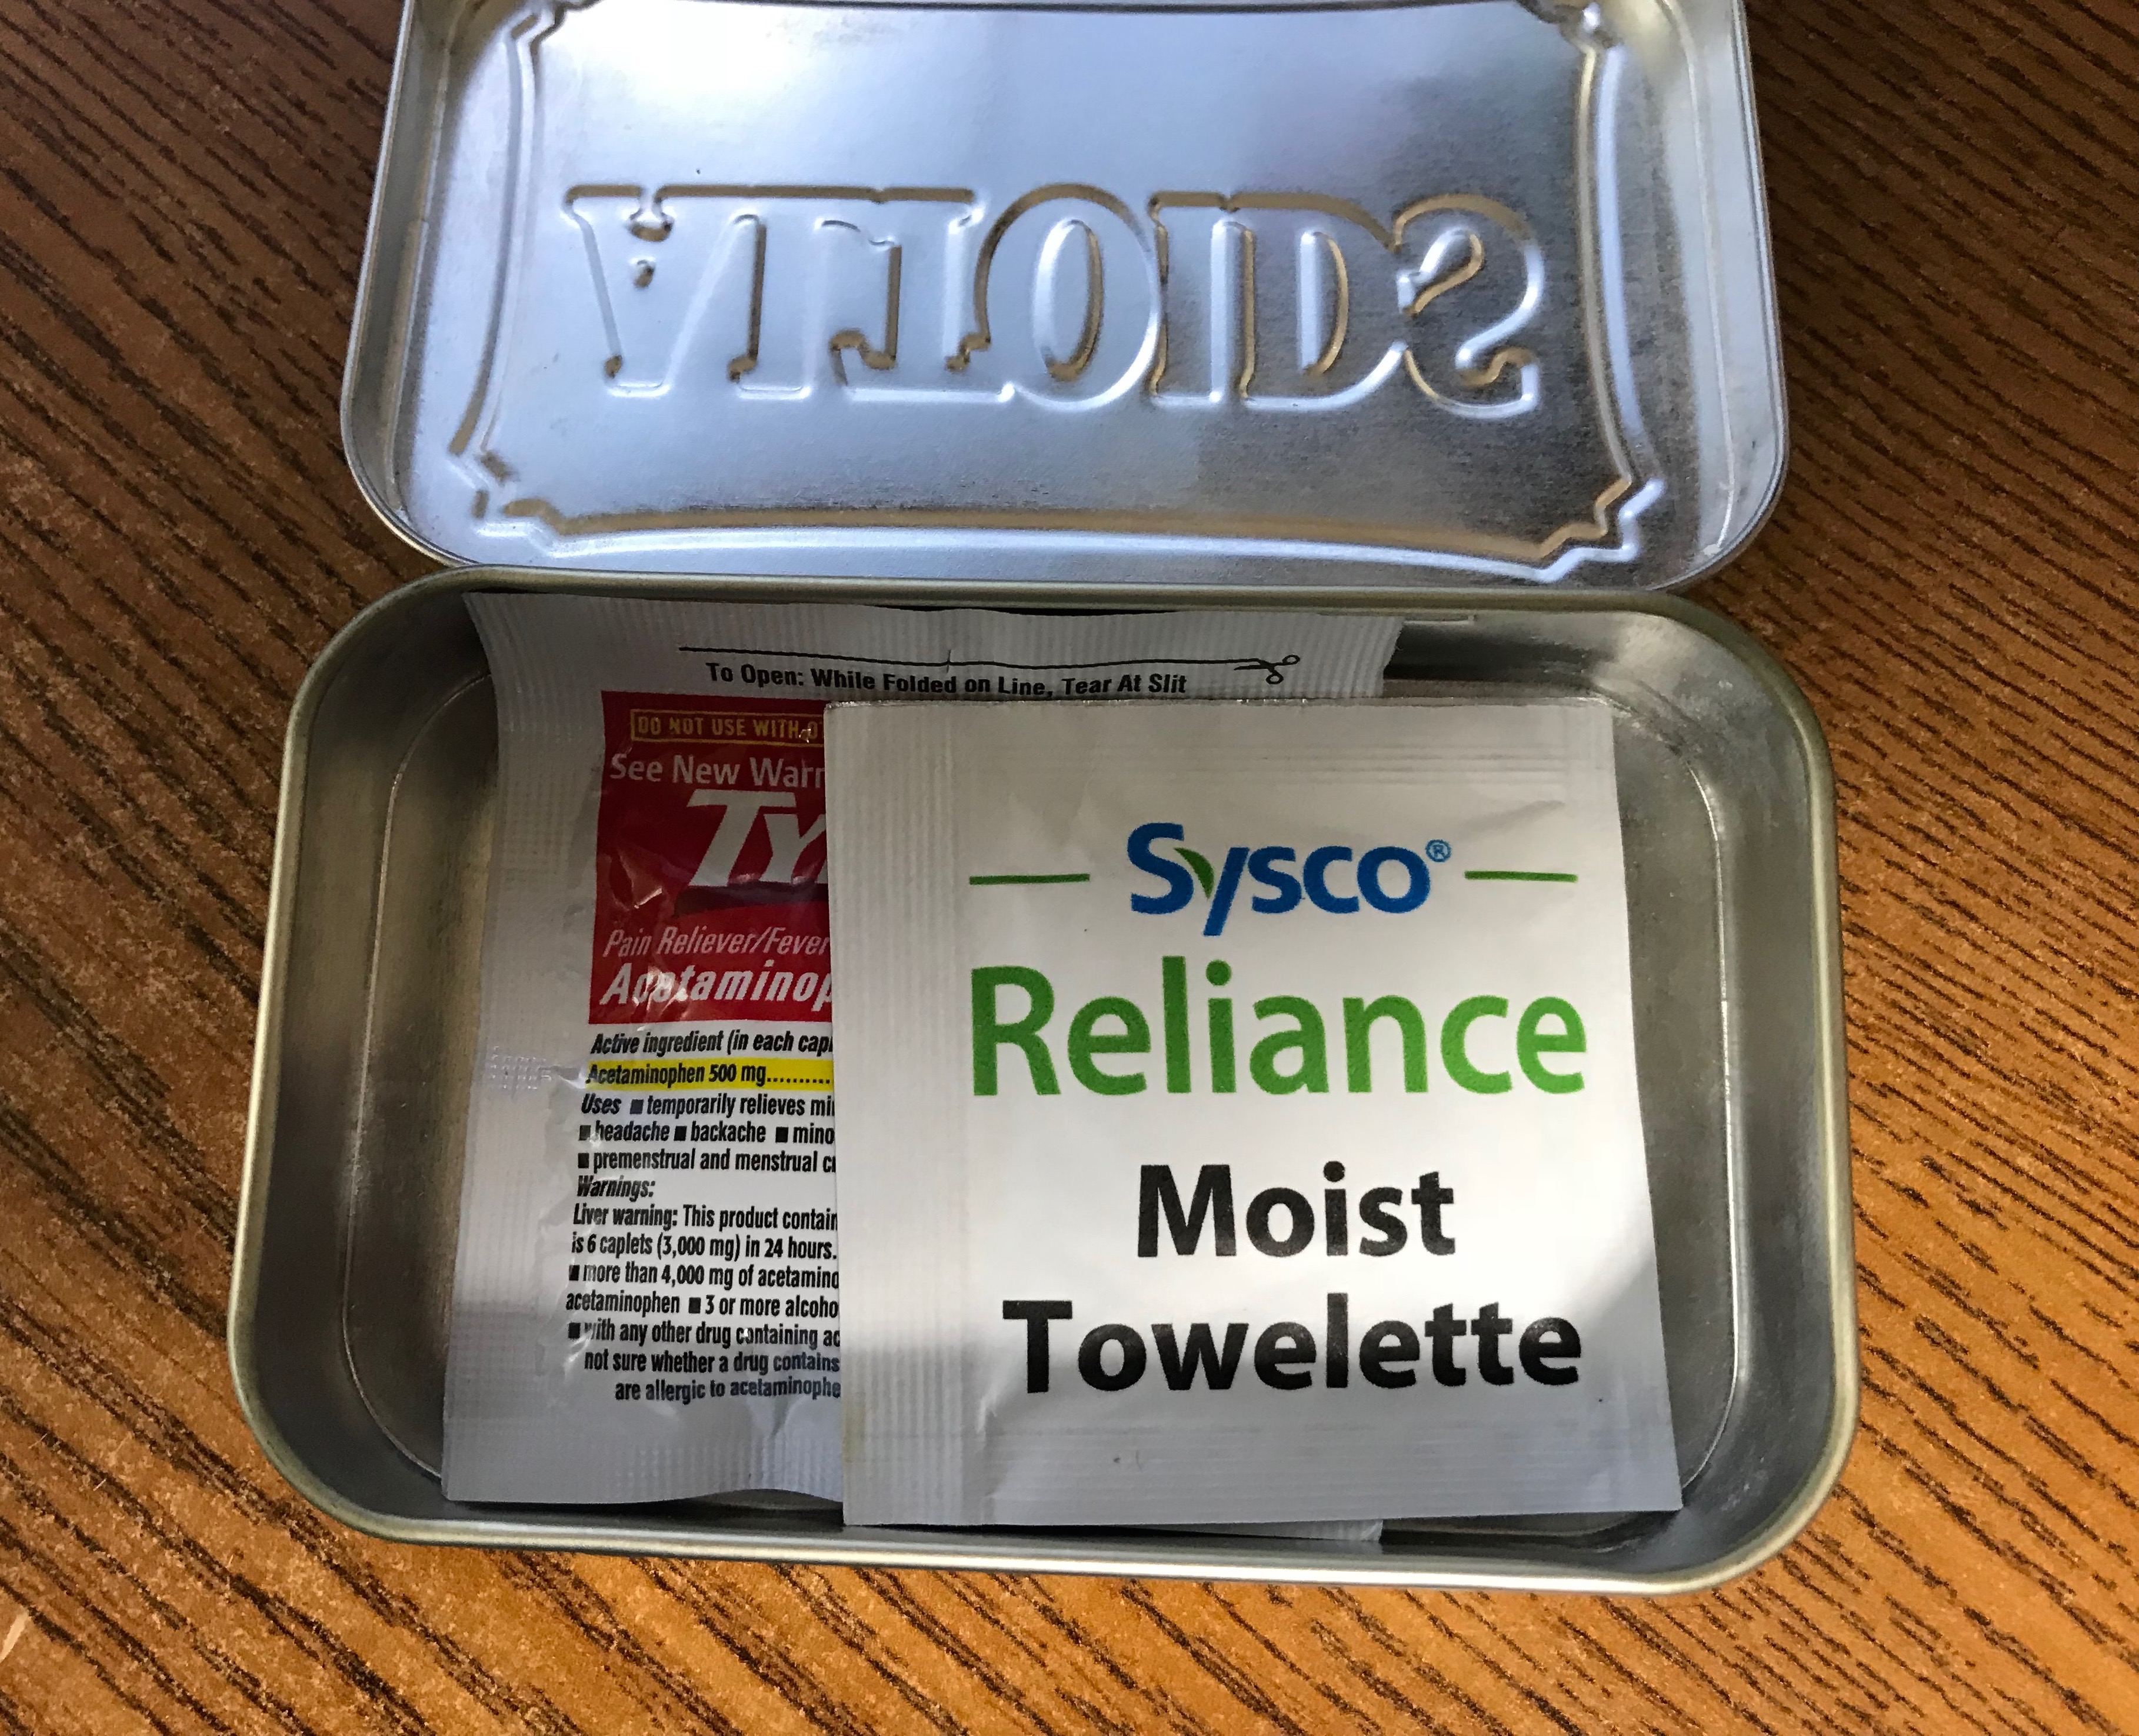 ALTOIDS
To Open: While Folded on Line, Tear At Slit
DO NOT USE WITH O
See New Warn
TY
Pain Reliever/Fever
Acetaminop
Active ingredient (in each capl
Acetaminophen 500 mg..........
Uses ■ temporarily relieves mi
■ headache ■ backache ■ mino
■ premenstrual and menstrual c
Warnings:
Liver warning: This product contain
is 6 caplets (3,000 mg) in 24 hours.
■ more than 4,000 mg of acetamino
acetaminophen ■ 3 or more alcoho
■ with any other drug containing ac
not sure whether a drug contains
are allergic to acetaminophe
Sysco®
Reliance
Moist
Towelette